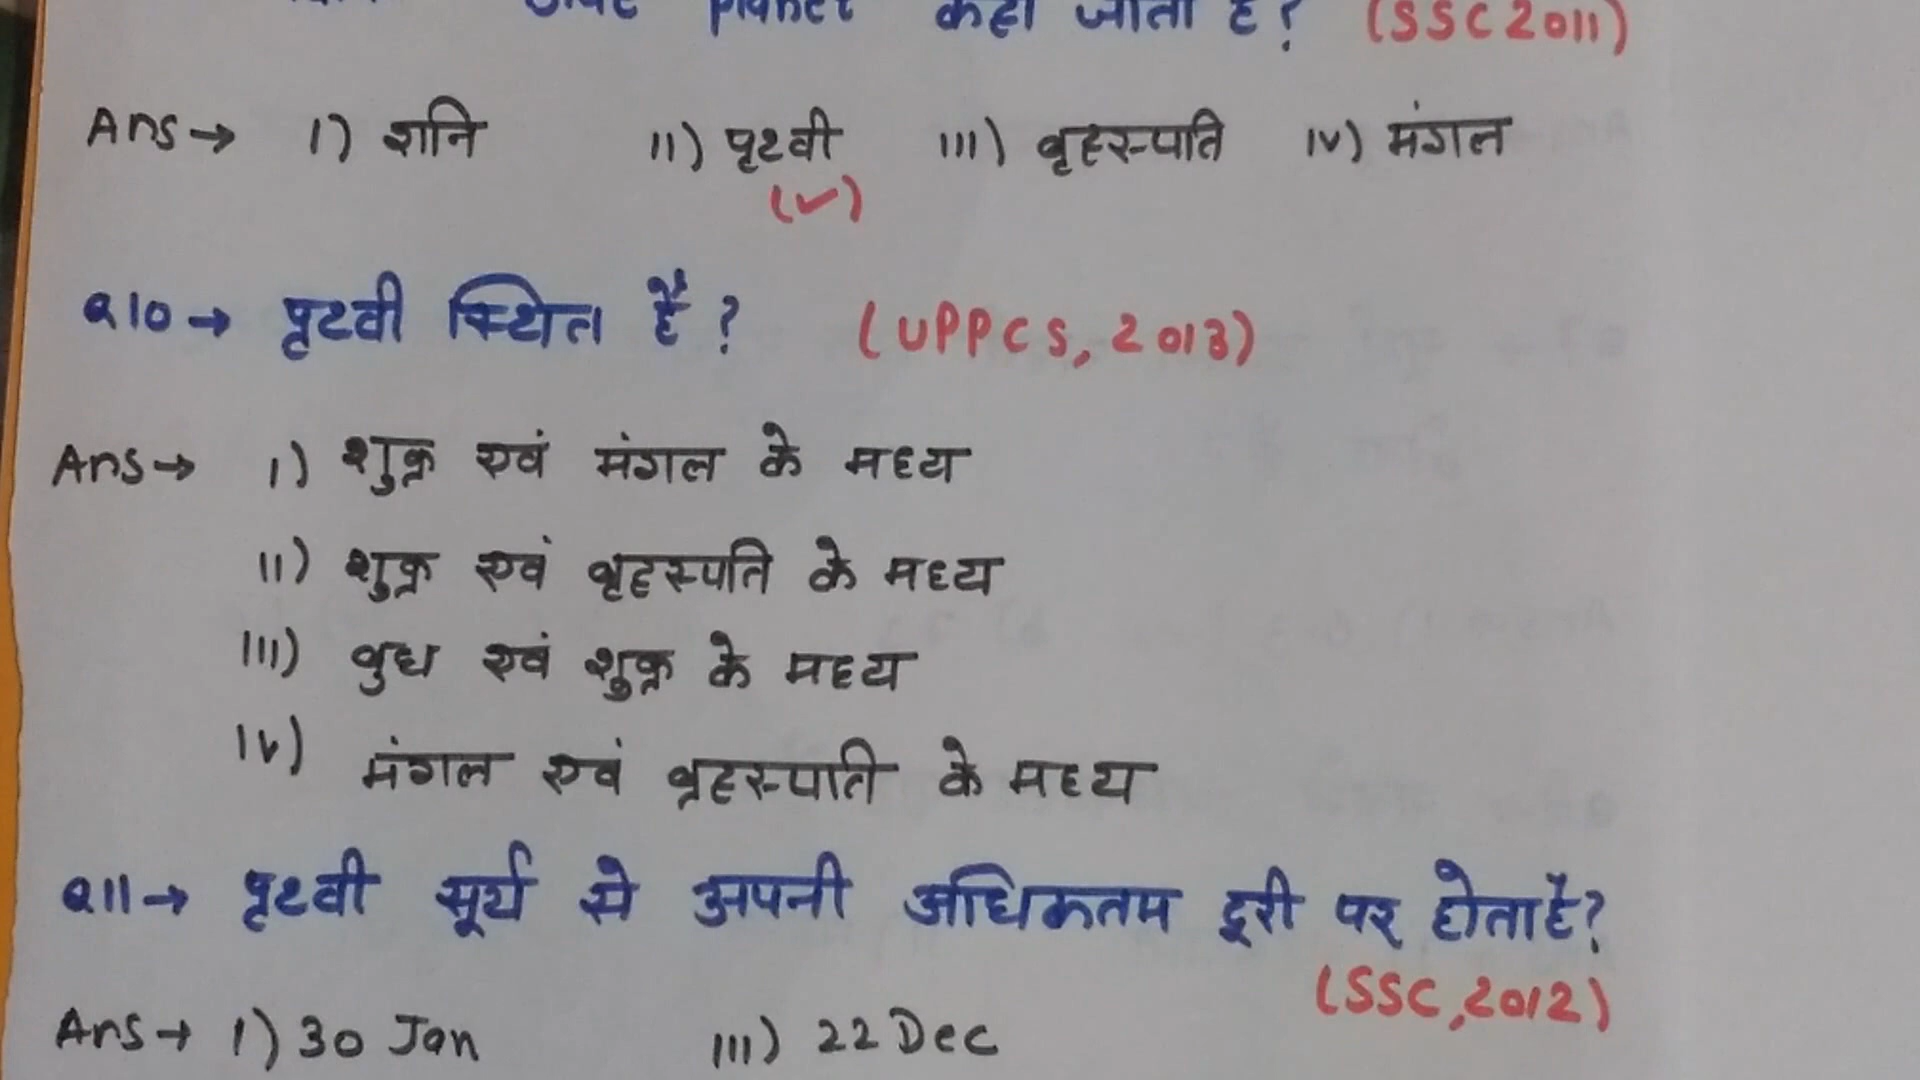 planet कहा जाता है? (SSC 2011)
Ans → i) शनि ii) पृथ्वी iii) बृहस्पति iv) मंगल
(✓)
Q10 → पृथ्वी स्थित है? (UPPCS, 2013)
Ans → i) शुक्र एवं मंगल के मध्य
ii) शुक्र एवं बृहस्पति के मध्य
iii) बुध एवं शुक्र के मध्य
iv) मंगल एवं बृहस्पति के मध्य
Q11 → पृथ्वी सूर्य से अपनी अधिकतम दूरी पर होता है?
(SSC, 2012)
Ans → i) 30 Jan iii) 22 Dec